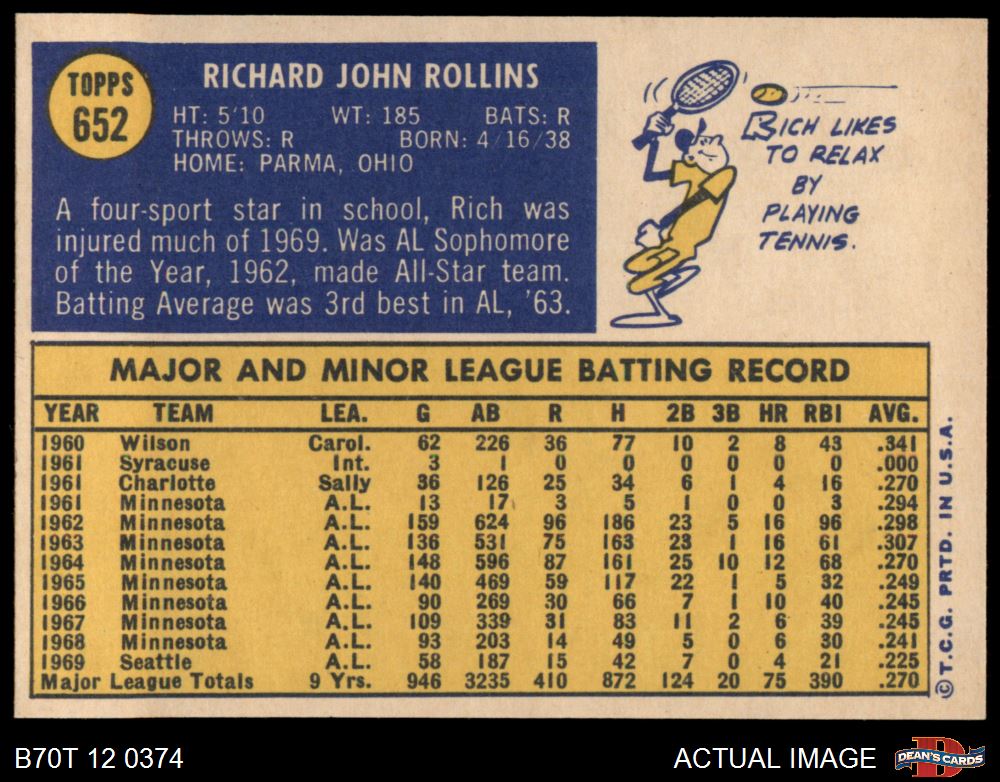 TOPPS
652
RICHARD JOHN ROLLINS
HT: 5'10 WT: 185 BATS: R
THROWS: R BORN: 4/16/38
HOME: PARMA, OHIO
A four-sport star in school, Rich was
injured much of 1969. Was AL Sophomore
of the Year, 1962, made All-Star team.
Batting Average was 3rd best in AL, '63.
RICH LIKES
TO RELAX
BY
PLAYING
TENNIS.
MAJOR AND MINOR LEAGUE BATTING RECORD
YEAR TEAM LEA. G AB R H 2B 3B HR RBI AVG.
1960 Wilson Carol. 62 226 36 77 10 2 8 43 .341
1961 Syracuse Int. 3 1 0 0 0 0 0 0 .000
1961 Charlotte Sally 36 126 25 34 6 1 4 16 .270
1961 Minnesota A.L. 13 17 3 5 1 0 0 3 .294
1962 Minnesota A.L. 159 624 96 186 23 5 16 96 .298
1963 Minnesota A.L. 136 531 75 163 23 1 16 61 .307
1964 Minnesota A.L. 148 596 87 161 25 10 12 68 .270
1965 Minnesota A.L. 140 469 59 117 22 1 5 32 .249
1966 Minnesota A.L. 90 269 30 66 7 1 10 40 .245
1967 Minnesota A.L. 109 339 31 83 11 2 6 39 .245
1968 Minnesota A.L. 93 203 14 49 5 0 6 30 .241
1969 Seattle A.L. 58 187 15 42 7 0 4 21 .225
Major League Totals 9 Yrs. 946 3235 410 872 124 20 75 390 .270
© T.C.G. PRTD. IN U.S.A.
B70T 12 0374
ACTUAL IMAGE
D
DEAN'S CARDS